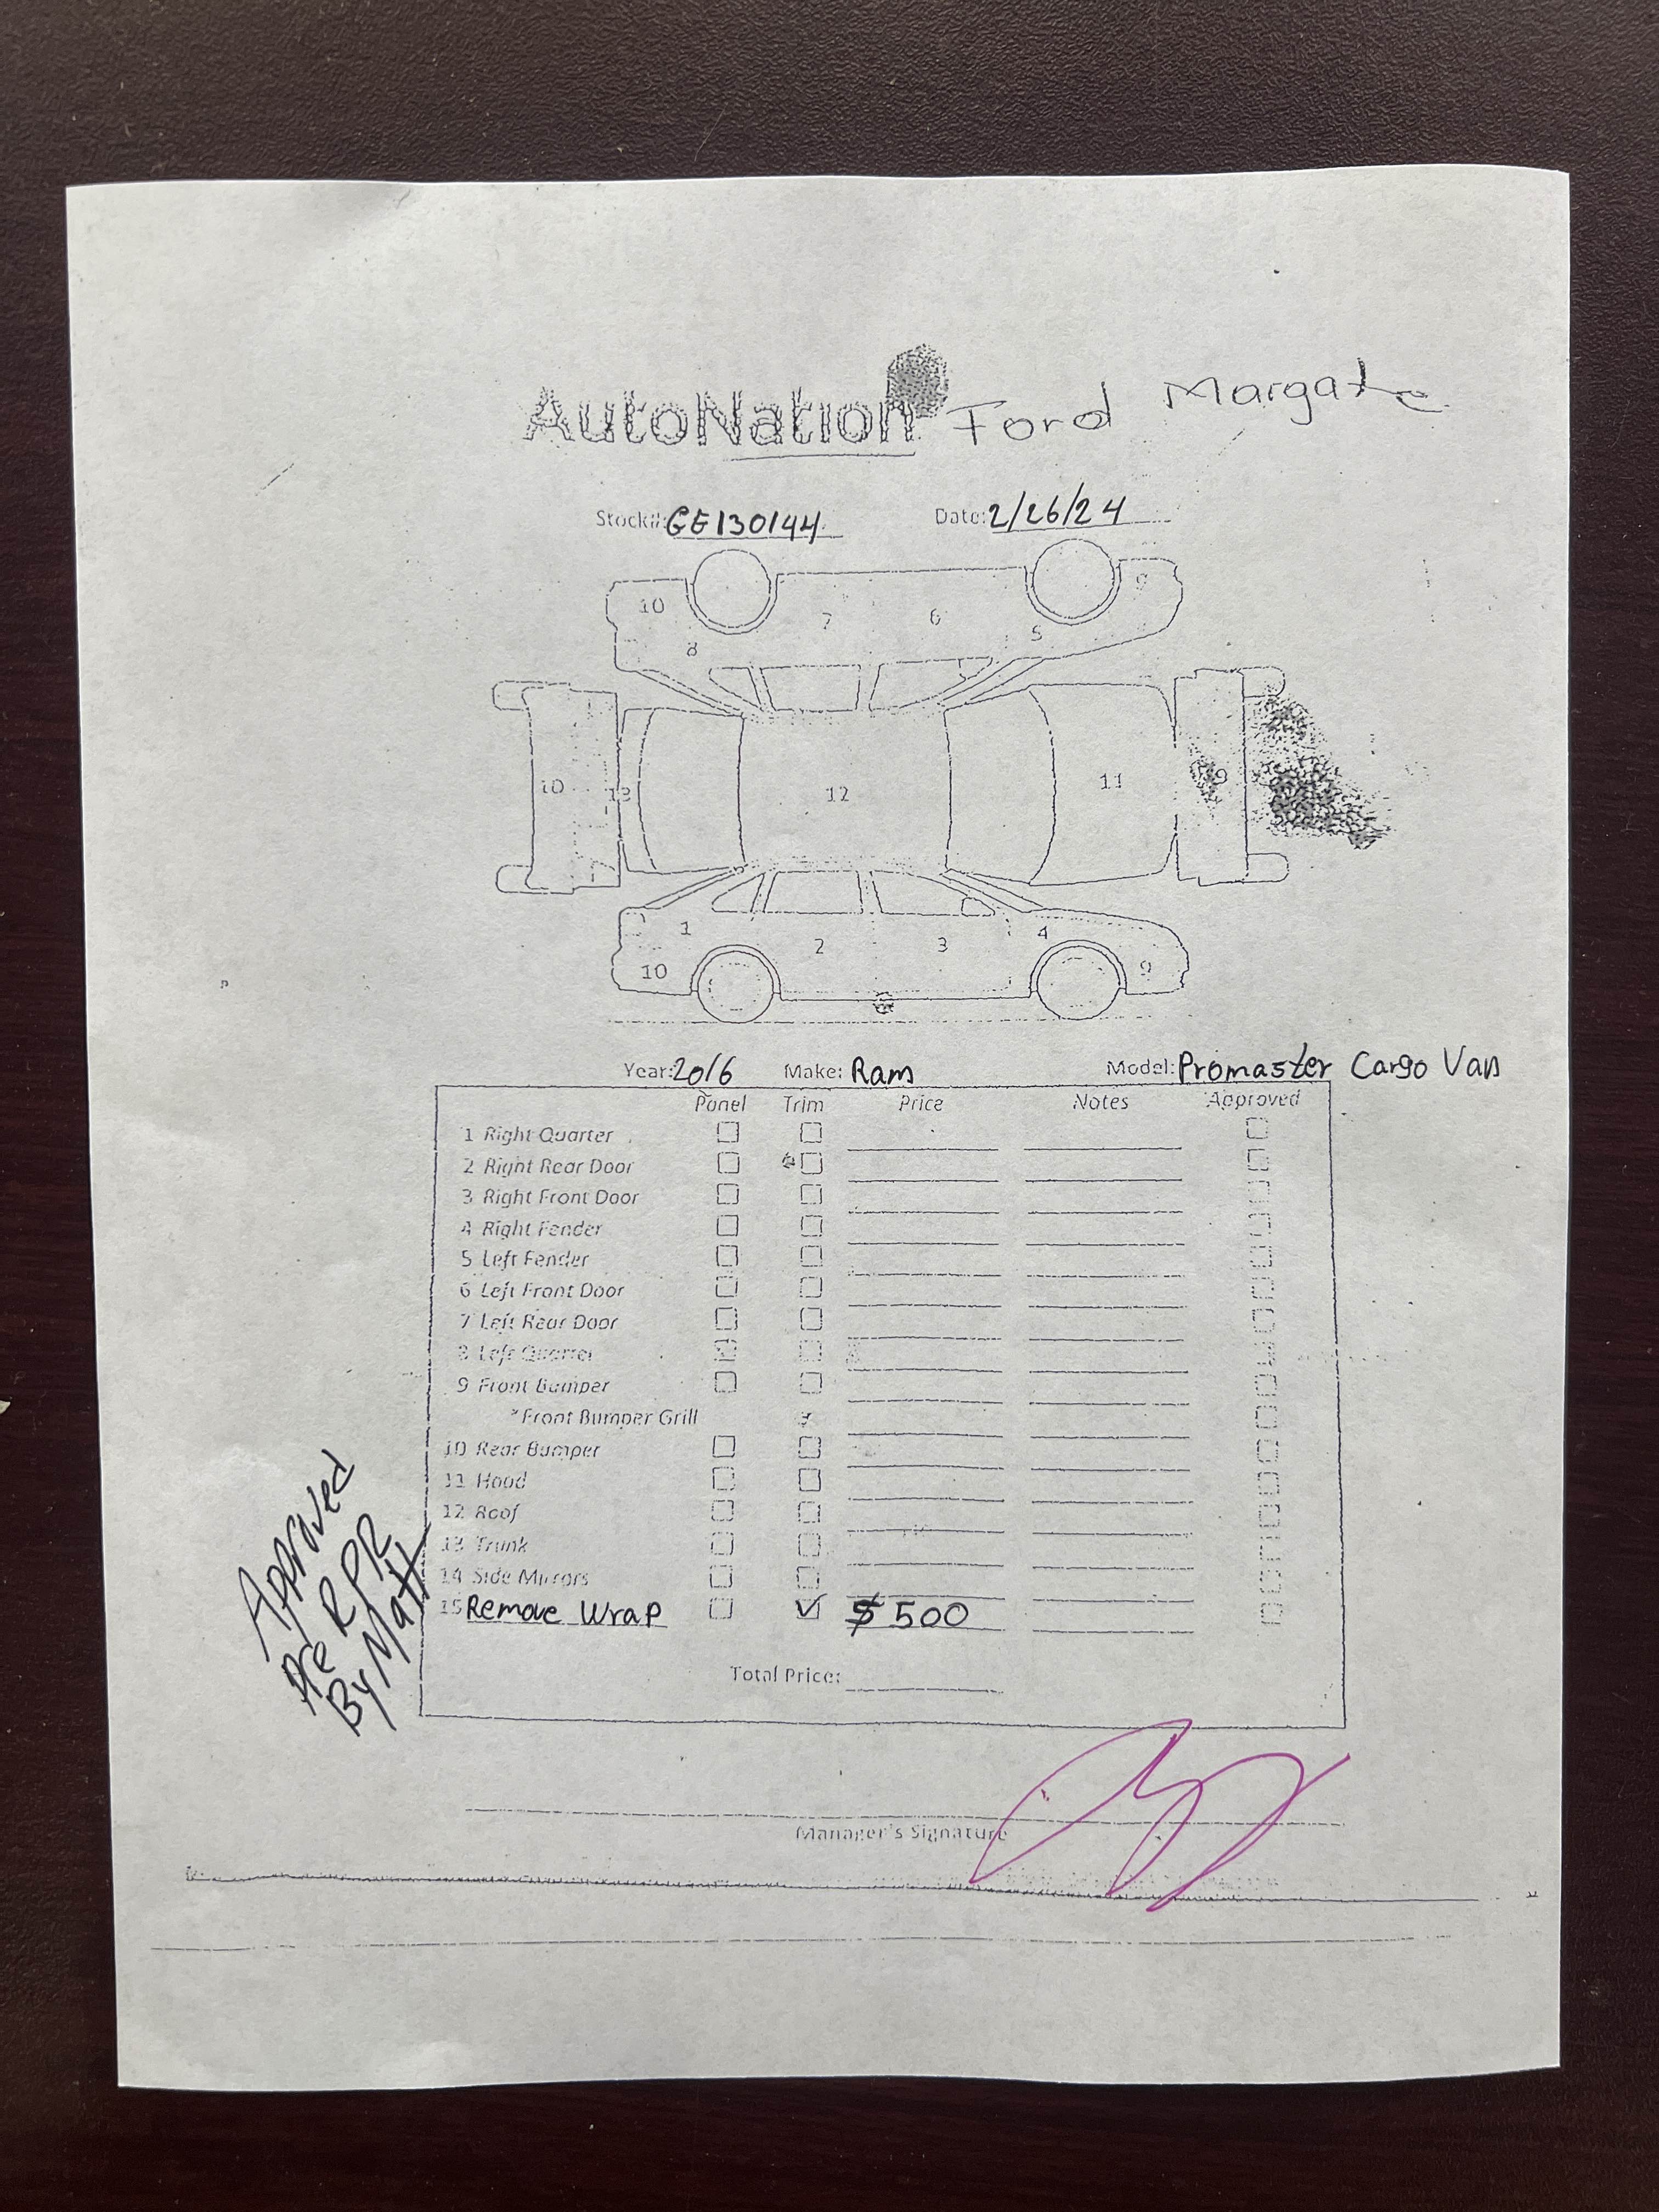 AutoNation Ford Margate
Stock#: GE130144 Date: 2/26/24
10 7 6 5 9
8
10 13 12 11 9
1 2 3 4
10 9
Year: 2016 Make: Ram Model: Promaster Cargo Van
Panel Trim Price Notes Approved
1 Right Quarter
2 Right Rear Door
3 Right Front Door
4 Right Fender
5 Left Fender
6 Left Front Door
7 Left Rear Door
8 Left Quarter
9 Front Bumper
*Front Bumper Grill
10 Rear Bumper
11 Hood
12 Roof
13 Trunk
14 Side Mirrors
15 Remove Wrap $500
Total Price:
Approved
Pre RPR
By Matt
Manager's Signature